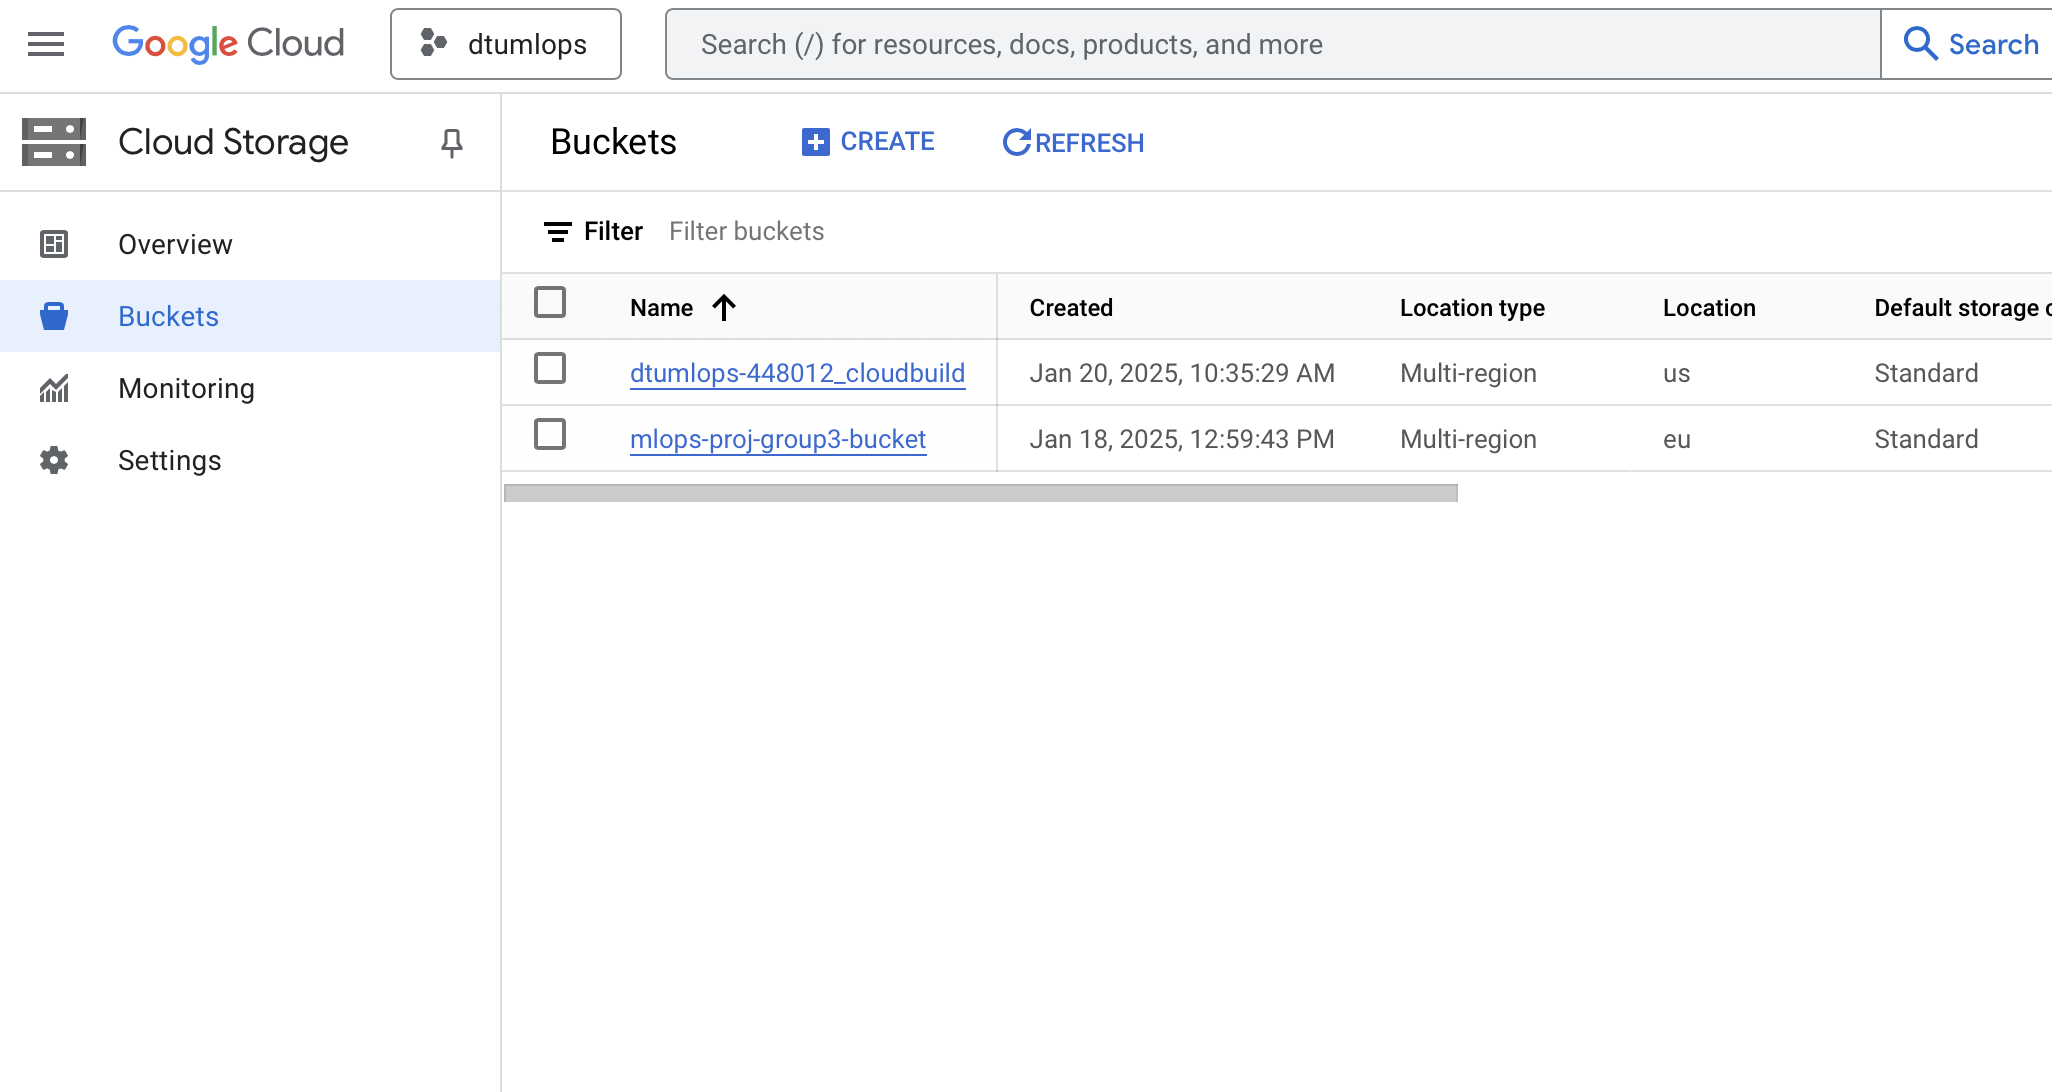 Google Cloud
dtumlops
Search (/) for resources, docs, products, and more
Search
Cloud Storage
Buckets
CREATE
REFRESH
Overview
Buckets
Monitoring
Settings
Filter Filter buckets
Name Created Location type Location Default storage
dtumlops-448012_cloudbuild Jan 20, 2025, 10:35:29 AM Multi-region us Standard
mlops-proj-group3-bucket Jan 18, 2025, 12:59:43 PM Multi-region eu Standard